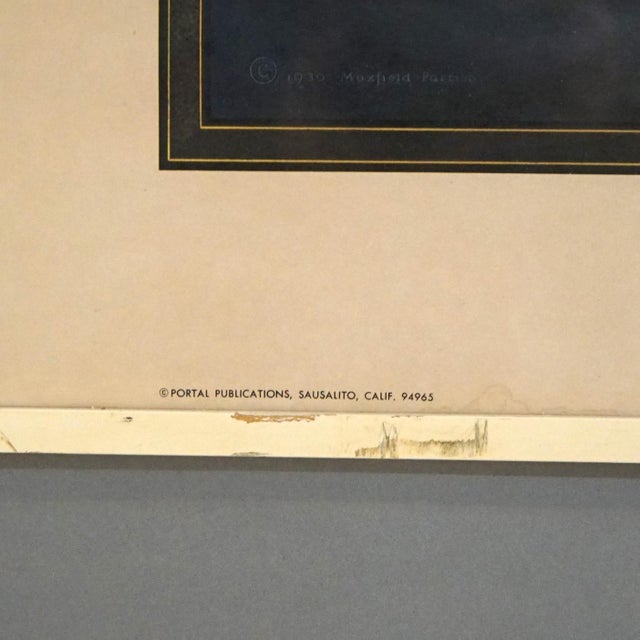 © 1930 Maxfield Parrish
© PORTAL PUBLICATIONS, SAUSALITO, CALIF. 94965